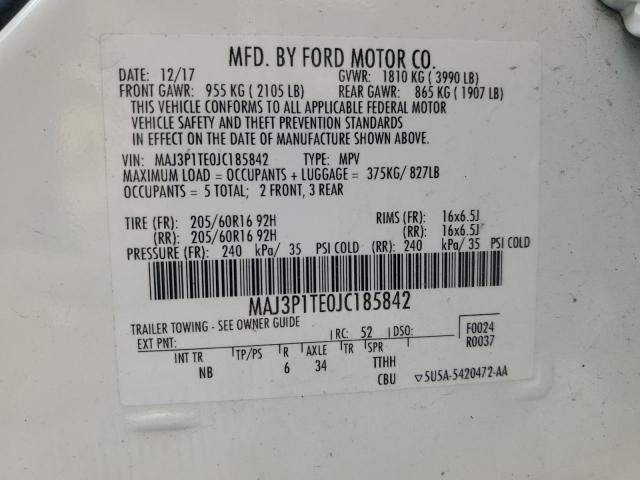 MFD. BY FORD MOTOR CO.
DATE: 12/17 GVWR: 1810 KG (3990 LB)
FRONT GAWR: 955 KG (2105 LB) REAR GAWR: 865 KG (1907 LB)
THIS VEHICLE CONFORMS TO ALL APPLICABLE FEDERAL MOTOR
VEHICLE SAFETY AND THEFT PREVENTION STANDARDS
IN EFFECT ON THE DATE OF MANUFACTURE SHOWN ABOVE.
VIN: MAJ3P1TE0JC185842 TYPE: MPV
MAXIMUM LOAD = OCCUPANTS + LUGGAGE = 375KG/ 827LB
OCCUPANTS = 5 TOTAL; 2 FRONT, 3 REAR
TIRE (FR): 205/60R16 92H RIMS (FR): 16x6.5J
(RR): 205/60R16 92H (RR): 16x6.5J
PRESSURE (FR): 240 kPa/ 35 PSI COLD (RR): 240 kPa/ 35 PSI COLD
MAJ3P1TE0JC185842
TRAILER TOWING - SEE OWNER GUIDE
EXT PNT: RC: 52 DSO: F0024
R0037
INT TR TP/PS R AXLE TR SPR
NB 6 34 TTHH
CBU ▽5U5A-5420472-AA